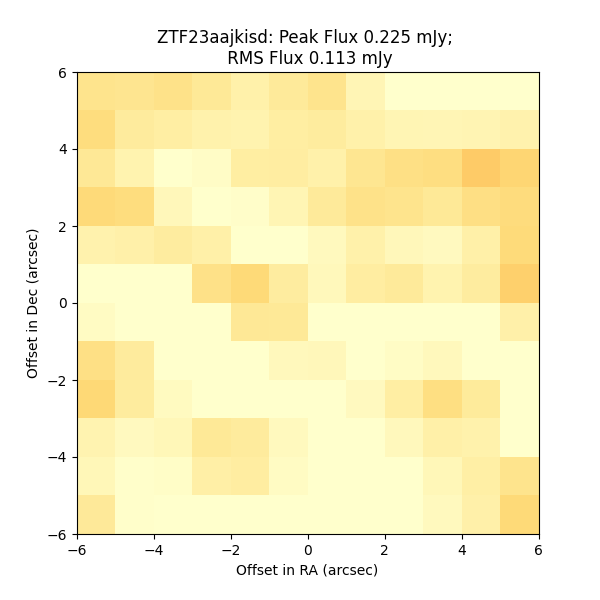 ZTF23aajkisd: Peak Flux 0.225 mJy;
RMS Flux 0.113 mJy
6
4
2
0
−2
−4
−6
Offset in Dec (arcsec)
−6 −4 −2 0 2 4 6
Offset in RA (arcsec)